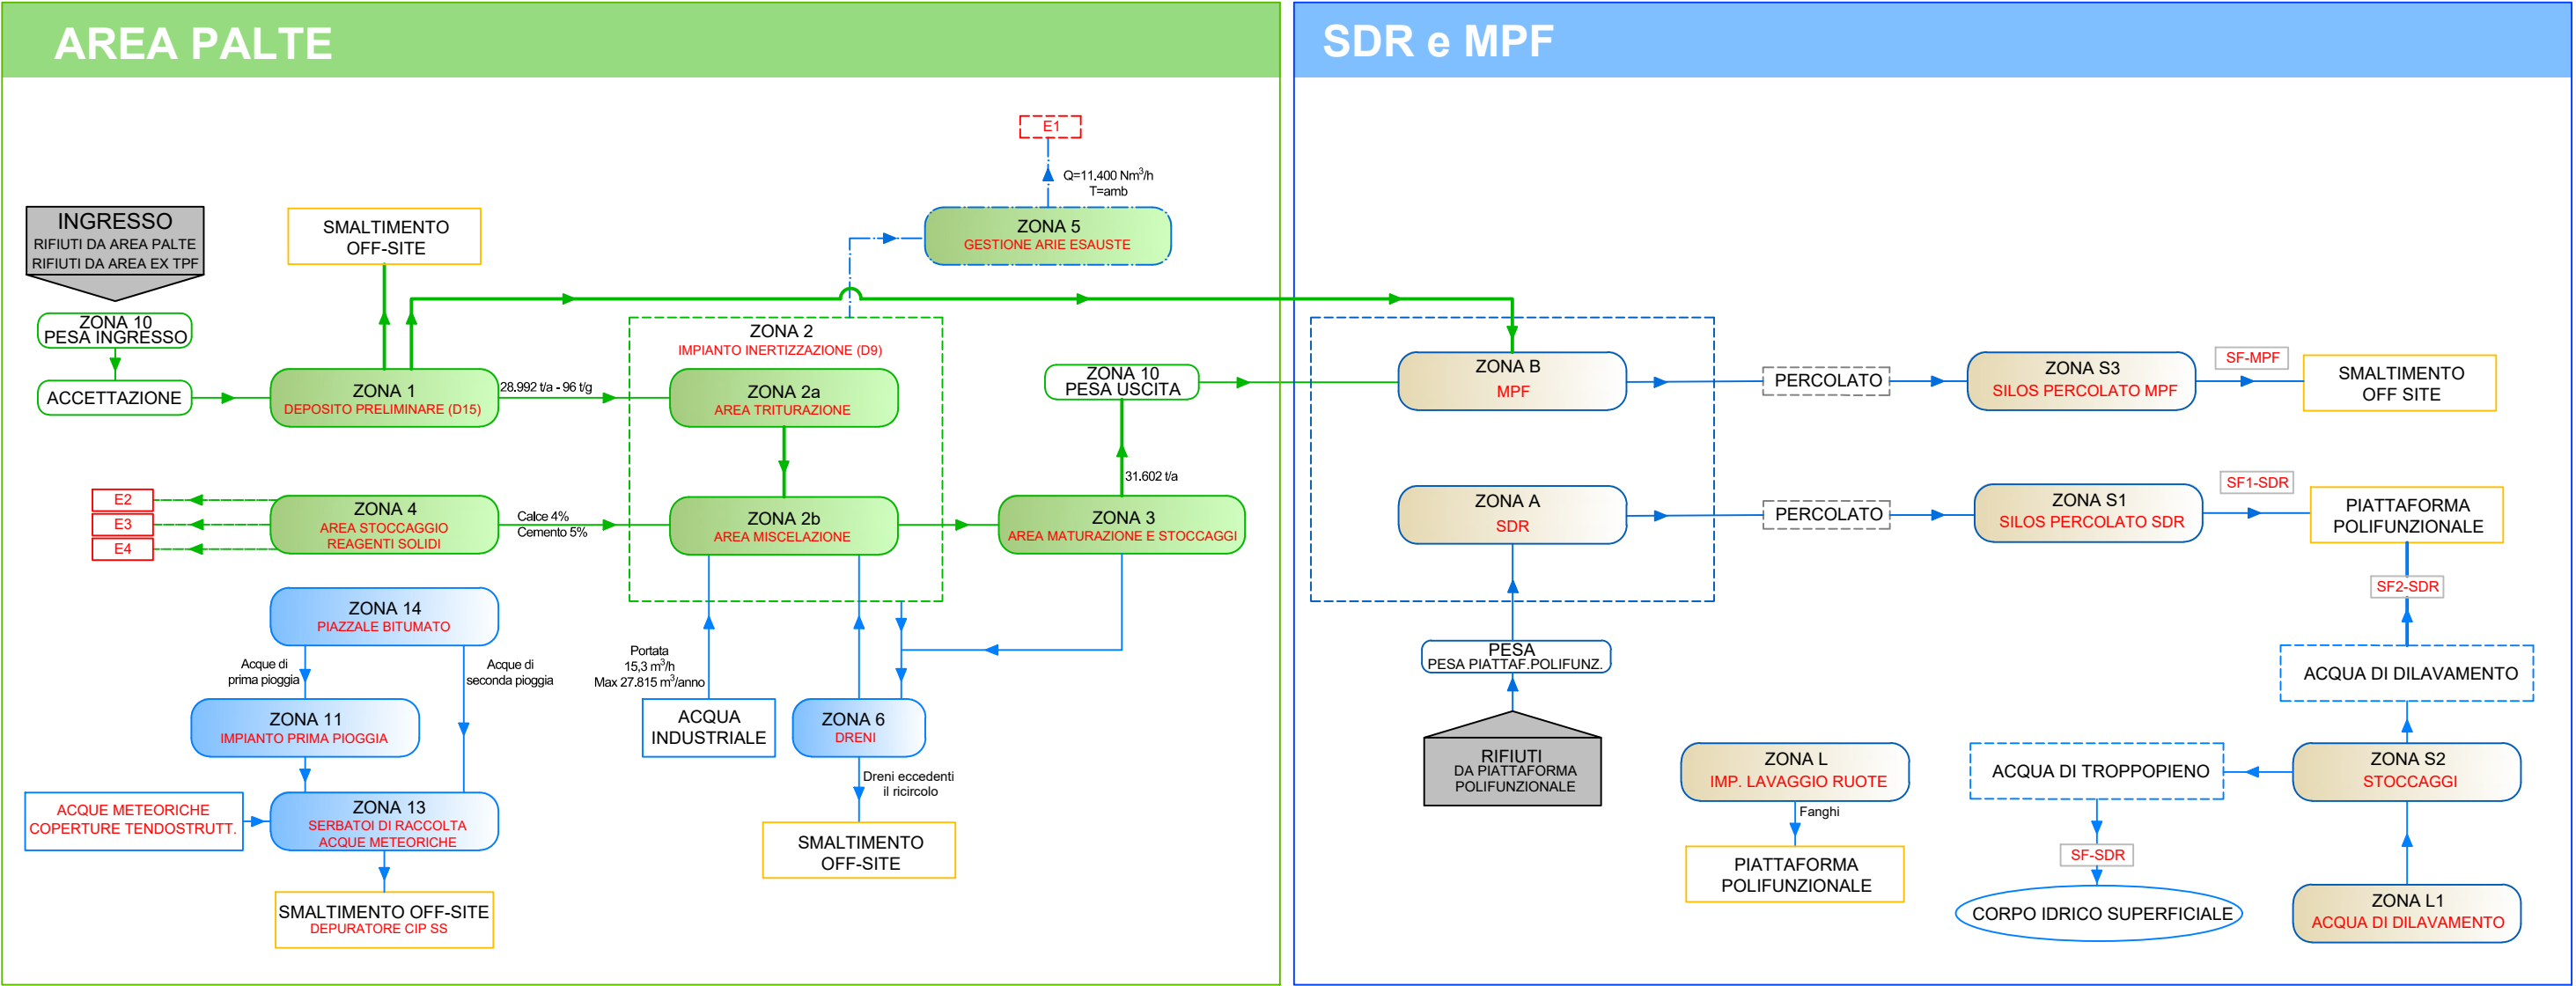 AREA PALTE
SDR e MPF
E1
Q=11.400 Nm³/h
T=amb
INGRESSO
RIFIUTI DA AREA PALTE
RIFIUTI DA AREA EX TPF
SMALTIMENTO
OFF-SITE
ZONA 5
GESTIONE ARIE ESAUSTE
ZONA 10
PESA INGRESSO
ACCETTAZIONE
ZONA 1
DEPOSITO PRELIMINARE (D15)
28.992 t/a - 96 t/g
ZONA 2
IMPIANTO INERTIZZAZIONE (D9)
ZONA 2a
AREA TRITURAZIONE
ZONA 10
PESA USCITA
31.602 t/a
E2
E3
E4
ZONA 4
AREA STOCCAGGIO
REAGENTI SOLIDI
Calce 4%
Cemento 5%
ZONA 2b
AREA MISCELAZIONE
ZONA 3
AREA MATURAZIONE E STOCCAGGI
ZONA 14
PIAZZALE BITUMATO
Acque di
prima pioggia
Acque di
seconda pioggia
Portata
15,3 m³/h
Max 27.815 m³/anno
ZONA 11
IMPIANTO PRIMA PIOGGIA
ACQUA
INDUSTRIALE
ZONA 6
DRENI
Dreni eccedenti
il ricircolo
ACQUE METEORICHE
COPERTURE TENDOSTRUTT.
ZONA 13
SERBATOI DI RACCOLTA
ACQUE METEORICHE
SMALTIMENTO
OFF-SITE
SMALTIMENTO OFF-SITE
DEPURATORE CIP SS
ZONA B
MPF
PERCOLATO
ZONA S3
SILOS PERCOLATO MPF
SF-MPF
SMALTIMENTO
OFF SITE
ZONA A
SDR
PERCOLATO
ZONA S1
SILOS PERCOLATO SDR
SF1-SDR
PIATTAFORMA
POLIFUNZIONALE
SF2-SDR
PESA
PESA PIATTAF.POLIFUNZ.
ACQUA DI DILAVAMENTO
RIFIUTI
DA PIATTAFORMA
POLIFUNZIONALE
ZONA L
IMP. LAVAGGIO RUOTE
Fanghi
PIATTAFORMA
POLIFUNZIONALE
ACQUA DI TROPPOPIENO
ZONA S2
STOCCAGGI
SF-SDR
CORPO IDRICO SUPERFICIALE
ZONA L1
ACQUA DI DILAVAMENTO